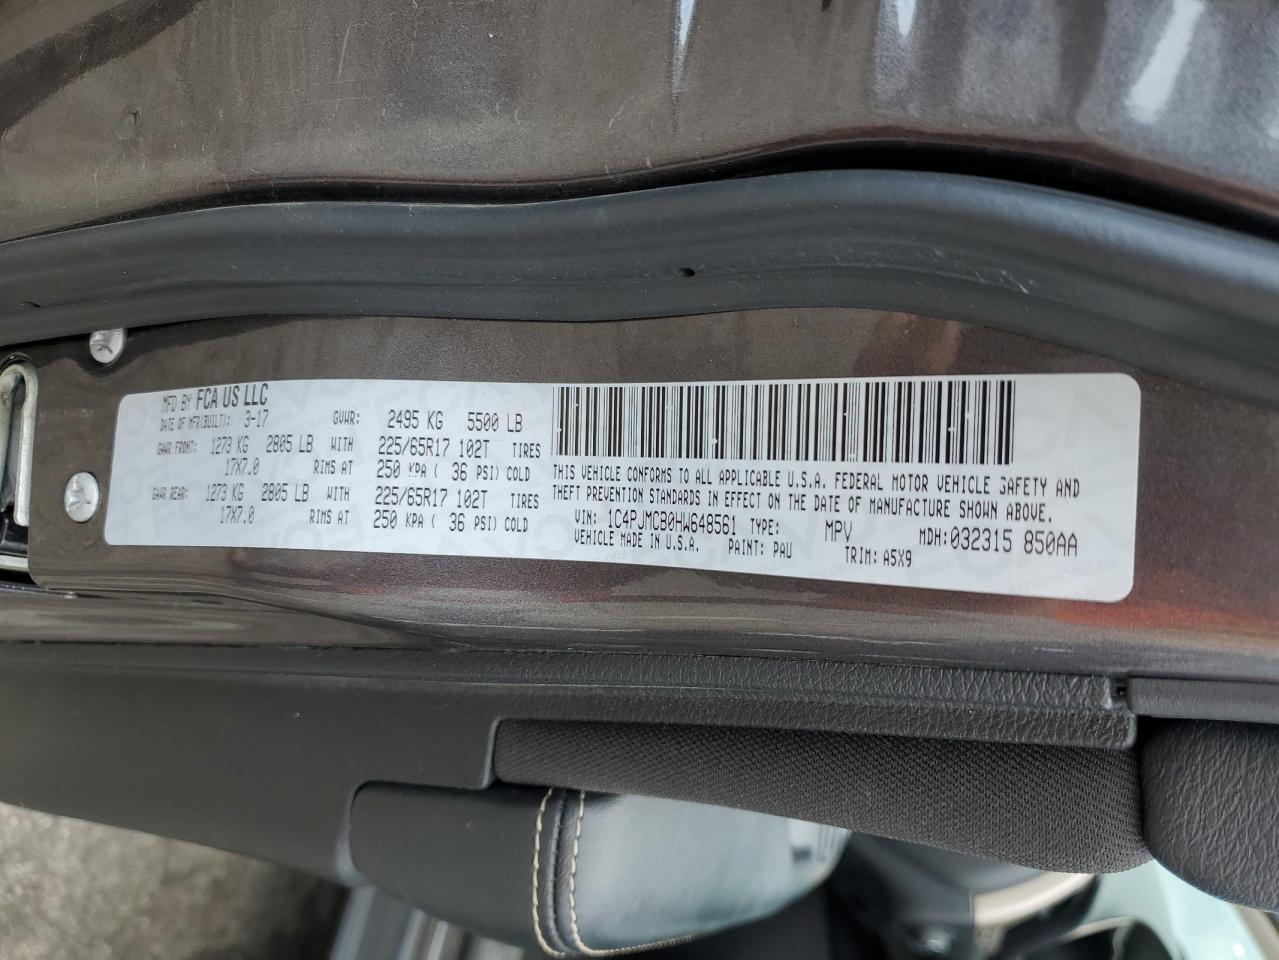 MFD BY FCA US LLC
DATE OF MFR(BUILT): 3-17 GVWR: 2495 KG 5500 LB
GAWR FRONT: 1273 KG 2805 LB WITH 225/65R17 102T TIRES
17X7.0 RIMS AT 250 KPA ( 36 PSI) COLD
GAWR REAR: 1273 KG 2805 LB WITH 225/65R17 102T TIRES
17X7.0 RIMS AT 250 KPA ( 36 PSI) COLD
THIS VEHICLE CONFORMS TO ALL APPLICABLE U.S.A. FEDERAL MOTOR VEHICLE SAFETY AND
THEFT PREVENTION STANDARDS IN EFFECT ON THE DATE OF MANUFACTURE SHOWN ABOVE.
VIN: 1C4PJMCB0HW648561 TYPE: MPV MDH: 032315 850AA
VEHICLE MADE IN U.S.A. PAINT: PAU TRIM: A5X9